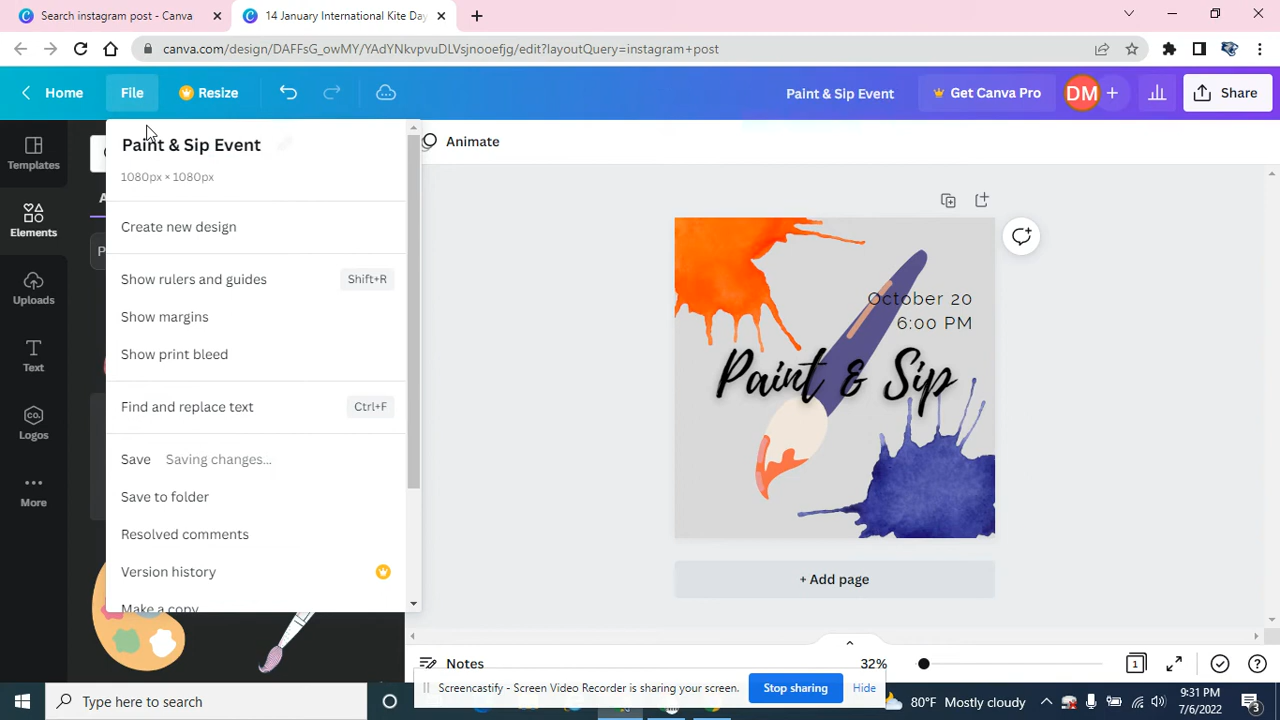 Search instagram post - Canva
14 January International Kite Day
canva.com/design/DAFfsG_owMY/YAdYNkvpvuDLVsjnooefjg/edit?layoutQuery=instagram+post
Home
File
Resize
Paint & Sip Event
Get Canva Pro
DM
Share
Templates
Elements
Uploads
Text
CO.
Logos
More
Paint & Sip Event
1080px × 1080px
Create new design
Show rulers and guides Shift+R
Show margins
Show print bleed
Find and replace text Ctrl+F
Save Saving changes...
Save to folder
Resolved comments
Version history
Make a copy
Animate
October 20
6:00 PM
Paint & Sip
+ Add page
Notes
32%
1
Screencastify - Screen Video Recorder is sharing your screen.
Stop sharing
Hide
Type here to search
80°F Mostly cloudy
9:31 PM
7/6/2022
3